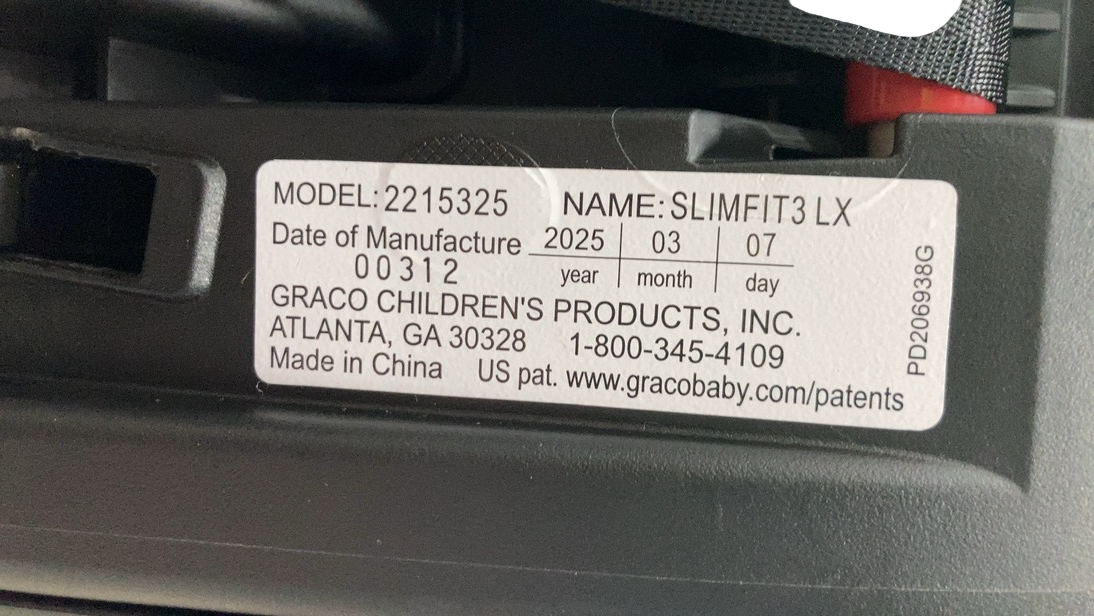 MODEL: 2215325 NAME: SLIMFIT3 LX
Date of Manufacture 2025 03 07
00312 year month day
GRACO CHILDREN'S PRODUCTS, INC.
ATLANTA, GA 30328 1-800-345-4109
Made in China US pat. www.gracobaby.com/patents
PD206938G